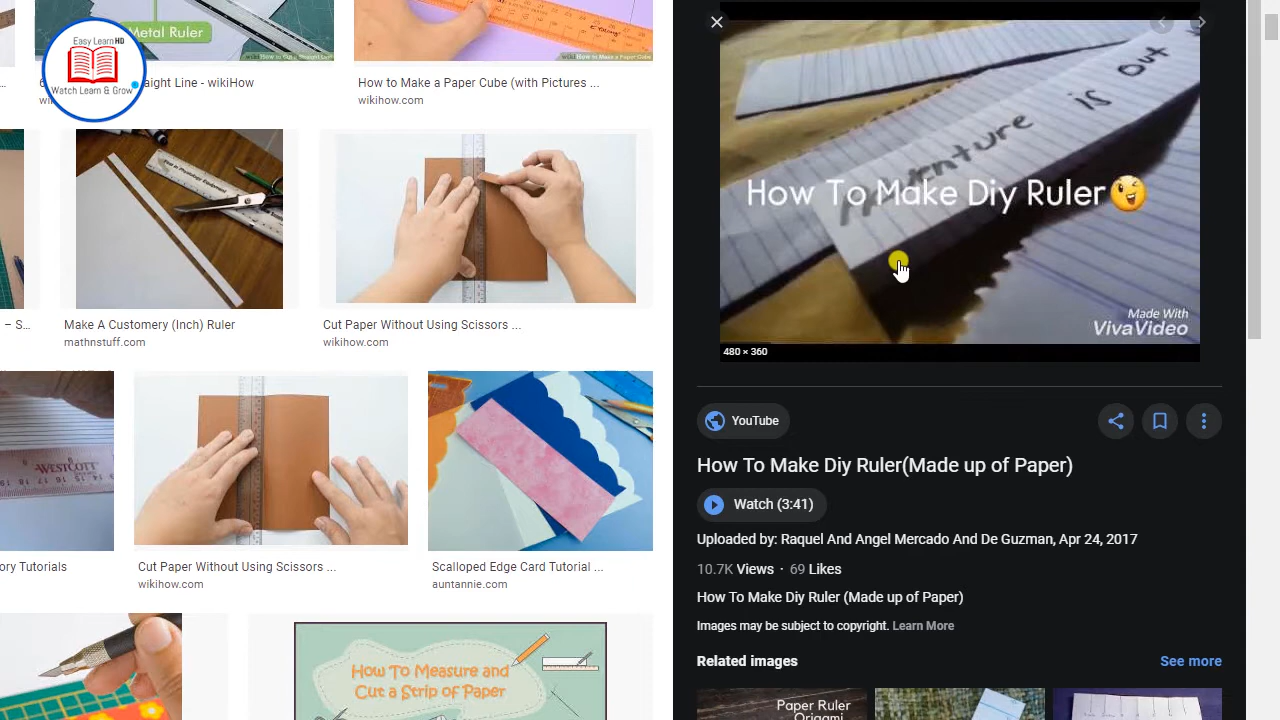 Metal Ruler
Easy Learn HD
Watch Learn & Grow
aight Line - wikiHow
How to Make a Paper Cube (with Pictures ...
wikihow.com
Make A Customery (Inch) Ruler
mathnstuff.com
Cut Paper Without Using Scissors ...
wikihow.com
– S...
WESTCOTT
ory Tutorials
Cut Paper Without Using Scissors ...
wikihow.com
Scalloped Edge Card Tutorial ...
auntannie.com
How To Measure and
Cut a Strip of Paper
is out
How To Make Diy Ruler
Made With
VivaVideo
480 × 360
YouTube
How To Make Diy Ruler(Made up of Paper)
Watch (3:41)
Uploaded by: Raquel And Angel Mercado And De Guzman, Apr 24, 2017
10.7K Views · 69 Likes
How To Make Diy Ruler (Made up of Paper)
Images may be subject to copyright. Learn More
Related images
See more
Paper Ruler
Origami